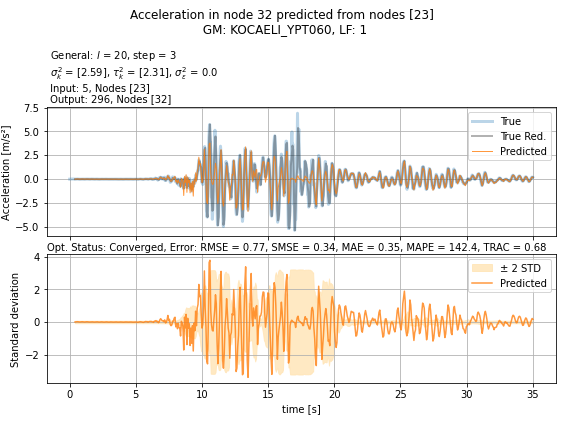 Acceleration in node 32 predicted from nodes [23]
GM: KOCAELI_YPT060, LF: 1
General: l = 20, step = 3
σ²ₖ = [2.59], τ²ₖ = [2.31], σ²ε = 0.0
Input: 5, Nodes [23]
Output: 296, Nodes [32]
Acceleration [m/s²]
7.5
5.0
2.5
0.0
−2.5
−5.0
True
True Red.
Predicted
Opt. Status: Converged, Error: RMSE = 0.77, SMSE = 0.34, MAE = 0.35, MAPE = 142.4, TRAC = 0.68
Standard deviation
4
2
0
−2
± 2 STD
Predicted
0 5 10 15 20 25 30 35
time [s]